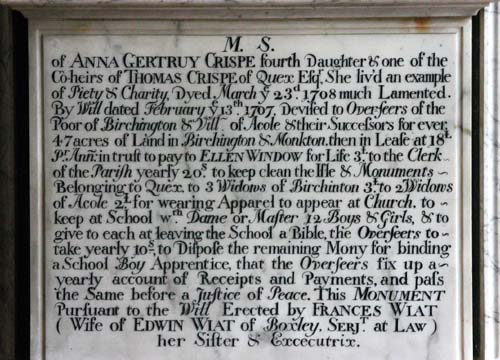 M. S.
of ANNA GERTRUY CRISPE fourth Daughter & one of the
Coheirs of THOMAS CRISPE of Quex Esqr. She liv'd an example
of Piety & Charity, Dyed March ye 23d 1708 much Lamented.
By Will dated February ye 13th 1707, Devised to Overseers of the
Poor of Birchington & Vill of Acole & their Successors for ever,
47 acres of Land in Birchington & Monkton, then in Lease at 18£.
Pr. Ann: in trust to pay to ELLEN WINDOW for Life 3£. to the Clerk
of the Parish yearly 20s. to keep clean the Isle & Monuments
Belonging to Quex. to 3 Widows of Birchinton 3£. to 2 Widows
of Acole 2£. for wearing Apparel to appear at Church. to
keep at School wth. Dame or Master 12 Boys & Girls, & to
give to each at leaving the School a Bible, the Overseers to
take yearly 10s. to Dispose the remaining Mony for binding
a School Boy Apprentice, that the Overseers fix up a
yearly account of Receipts and Payments, and pass
the Same before a Justice of Peace. This MONUMENT
Pursuant to the Will Erected by FRANCES WIAT
( Wife of EDWIN WIAT of Boxley. SERJT. at LAW )
her Sister & Excecutrix.